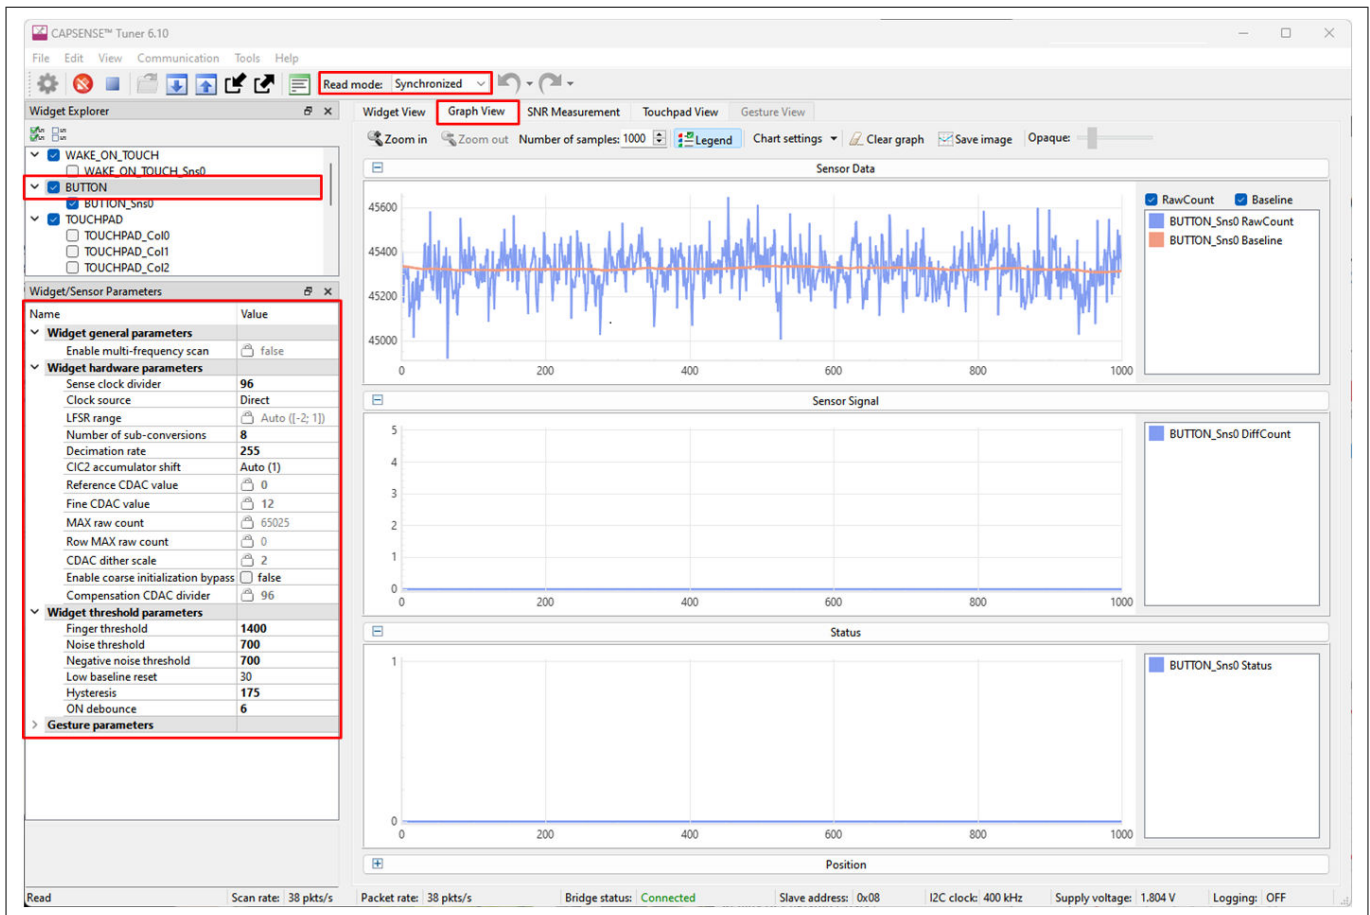 CAPSENSE™ Tuner 6.10
File Edit View Communication Tools Help
Read mode: Synchronized
Widget Explorer
WAKE_ON_TOUCH
WAKE_ON_TOUCH_Sns0
BUTTON
BUTTON_Sns0
TOUCHPAD
TOUCHPAD_Col0
TOUCHPAD_Col1
TOUCHPAD_Col2
Widget/Sensor Parameters
Name Value
Widget general parameters
Enable multi-frequency scan false
Widget hardware parameters
Sense clock divider 96
Clock source Direct
LFSR range Auto ([-2; 1])
Number of sub-conversions 8
Decimation rate 255
CIC2 accumulator shift Auto (1)
Reference CDAC value 0
Fine CDAC value 12
MAX raw count 65025
Row MAX raw count 0
CDAC dither scale 2
Enable coarse initialization bypass false
Compensation CDAC divider 96
Widget threshold parameters
Finger threshold 1400
Noise threshold 700
Negative noise threshold 700
Low baseline reset 30
Hysteresis 175
ON debounce 6
Gesture parameters
Widget View Graph View SNR Measurement Touchpad View Gesture View
Zoom in Zoom out Number of samples: 1000 Legend Chart settings Clear graph Save image Opaque:
Sensor Data
45600
45400
45200
45000
0 200 400 600 800 1000
RawCount Baseline
BUTTON_Sns0 RawCount
BUTTON_Sns0 Baseline
Sensor Signal
5
4
3
2
1
0
0 200 400 600 800 1000
BUTTON_Sns0 DiffCount
Status
1
0
0 200 400 600 800 1000
BUTTON_Sns0 Status
Position
Read Scan rate: 38 pkts/s Packet rate: 38 pkts/s Bridge status: Connected Slave address: 0x08 I2C clock: 400 kHz Supply voltage: 1.804 V Logging: OFF